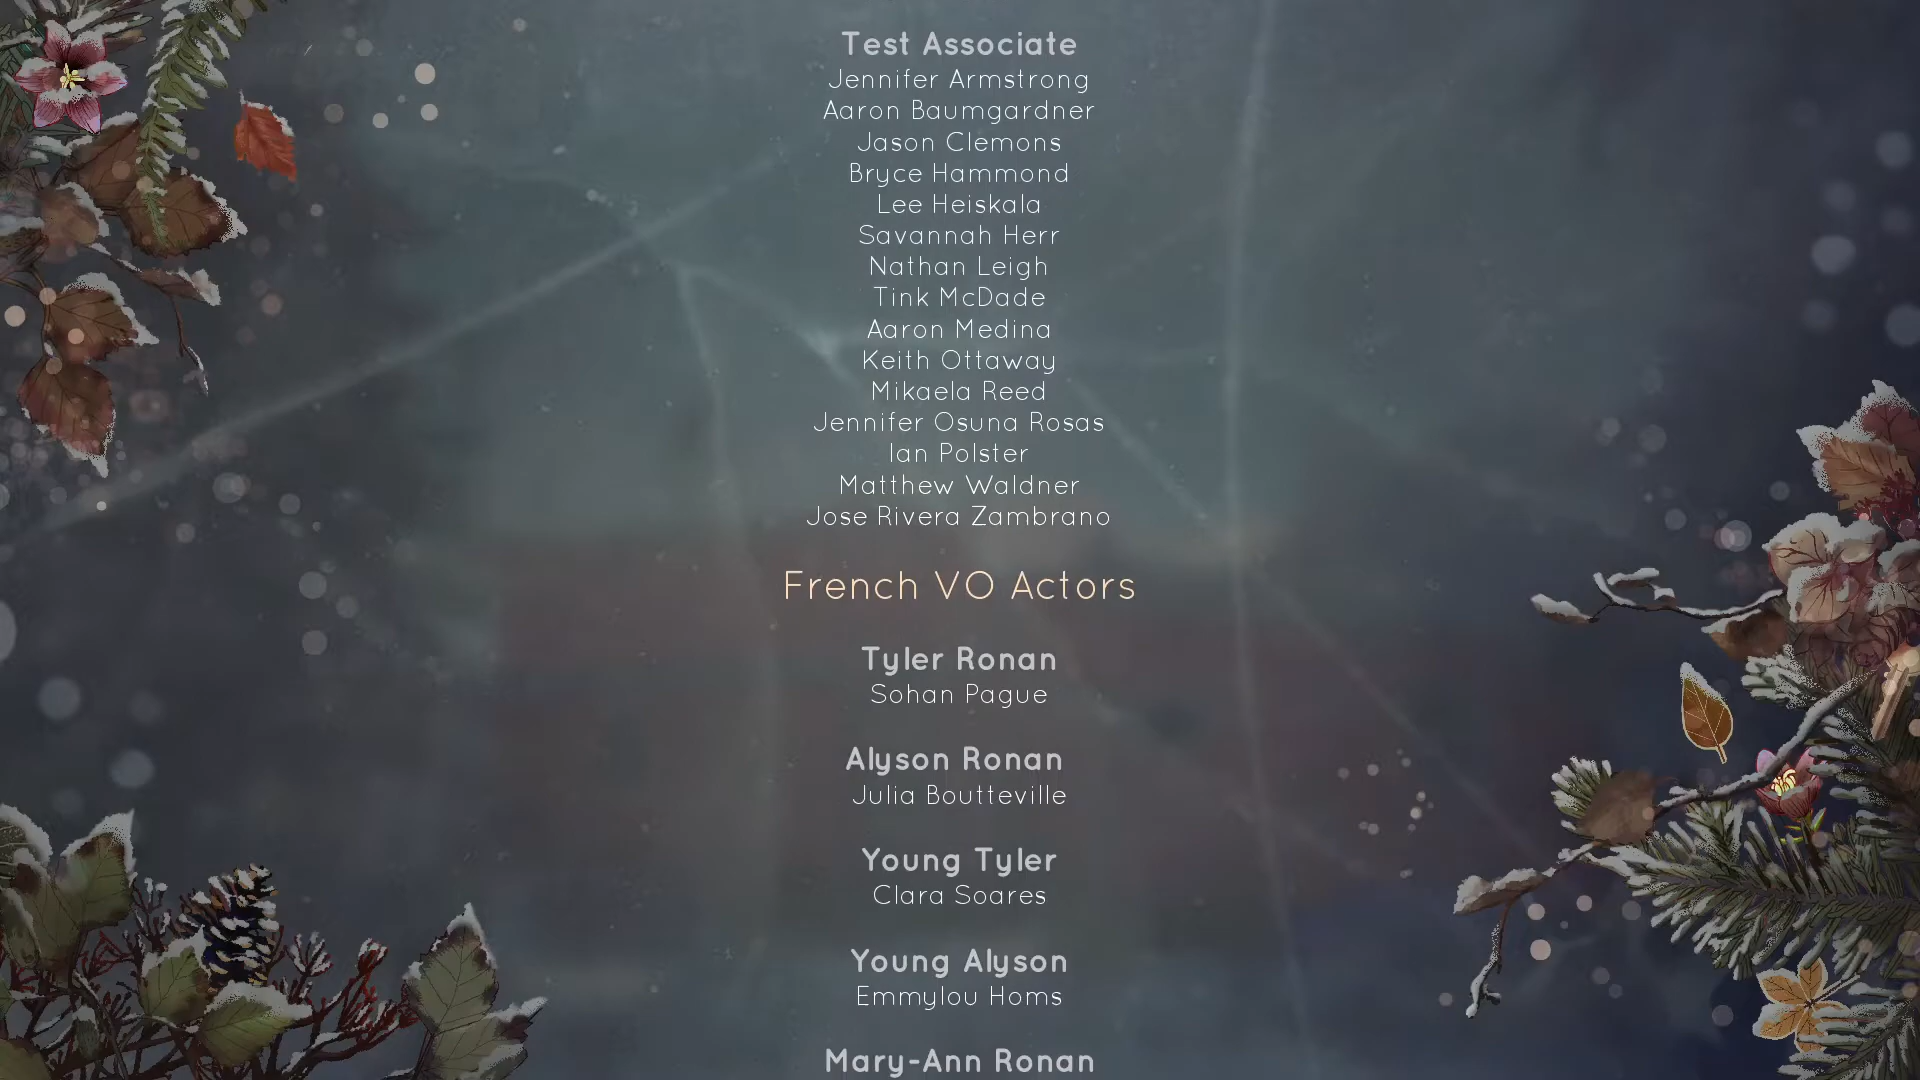 Test Associate
Jennifer Armstrong
Aaron Baumgardner
Jason Clemons
Bryce Hammond
Lee Heiskala
Savannah Herr
Nathan Leigh
Tink McDade
Aaron Medina
Keith Ottaway
Mikaela Reed
Jennifer Osuna Rosas
Ian Polster
Matthew Waldner
Jose Rivera Zambrano
French VO Actors
Tyler Ronan
Sohan Pague
Alyson Ronan
Julia Boutteville
Young Tyler
Clara Soares
Young Alyson
Emmylou Homs
Mary-Ann Ronan